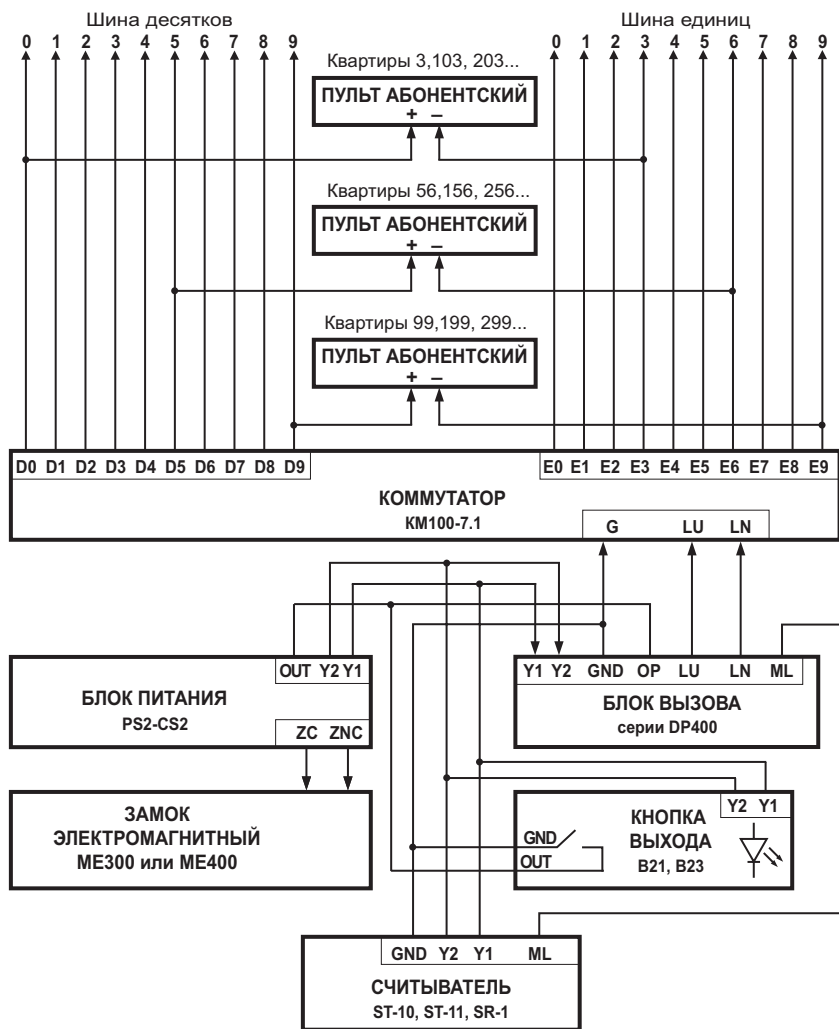 Шина десятков
Шина единиц
0 1 2 3 4 5 6 7 8 9
0 1 2 3 4 5 6 7 8 9
Квартиры 3,103, 203...
ПУЛЬТ АБОНЕНТСКИЙ
+ –
Квартиры 56,156, 256...
ПУЛЬТ АБОНЕНТСКИЙ
+ –
Квартиры 99,199, 299...
ПУЛЬТ АБОНЕНТСКИЙ
+ –
D0 D1 D2 D3 D4 D5 D6 D7 D8 D9
E0 E1 E2 E3 E4 E5 E6 E7 E8 E9
КОММУТАТОР
КМ100-7.1
G LU LN
OUT Y2 Y1
БЛОК ПИТАНИЯ
PS2-CS2
ZC ZNC
Y1 Y2 GND OP LU LN ML
БЛОК ВЫЗОВА
серии DP400
ЗАМОК
ЭЛЕКТРОМАГНИТНЫЙ
ME300 или ME400
Y2 Y1
КНОПКА
ВЫХОДА
B21, B23
GND
OUT
GND Y2 Y1 ML
СЧИТЫВАТЕЛЬ
ST-10, ST-11, SR-1